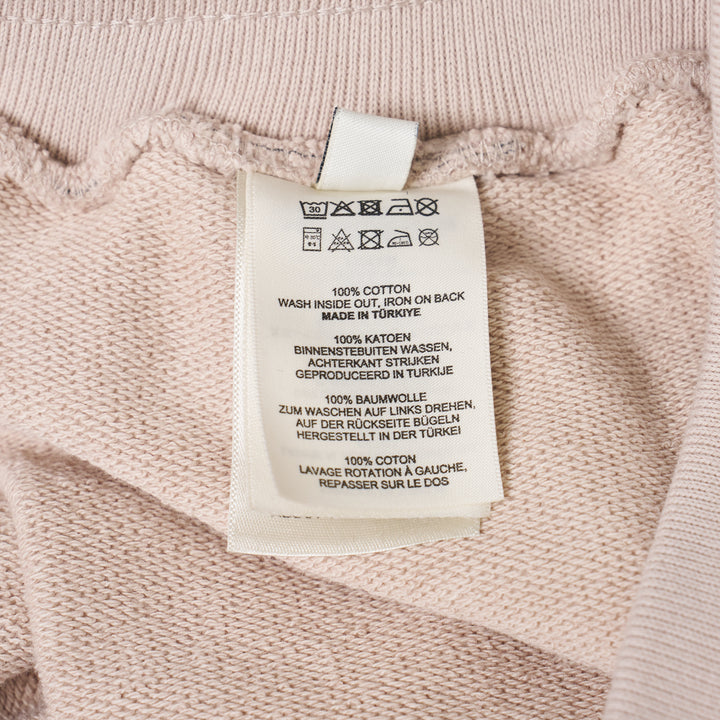 30
100% COTTON
WASH INSIDE OUT, IRON ON BACK
MADE IN TÜRKIYE
100% KATOEN
BINNENSTEBUITEN WASSEN,
ACHTERKANT STRIJKEN
GEPRODUCEERD IN TURKIJE
100% BAUMWOLLE
ZUM WASCHEN AUF LINKS DREHEN,
AUF DER RÜCKSEITE BÜGELN
HERGESTELLT IN DER TÜRKEI
100% COTON
LAVAGE ROTATION À GAUCHE,
REPASSER SUR LE DOS